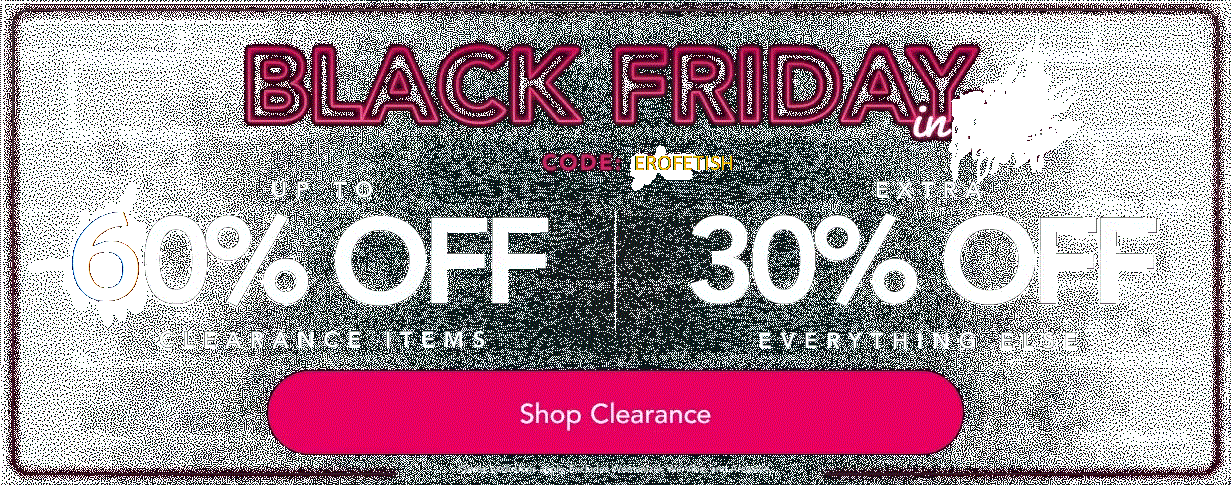 BLACK FRIDAY
in
CODE: EROFETISH
UP TO
60% OFF
CLEARANCE ITEMS
EXTRA
30% OFF
EVERYTHING ELSE
Shop Clearance